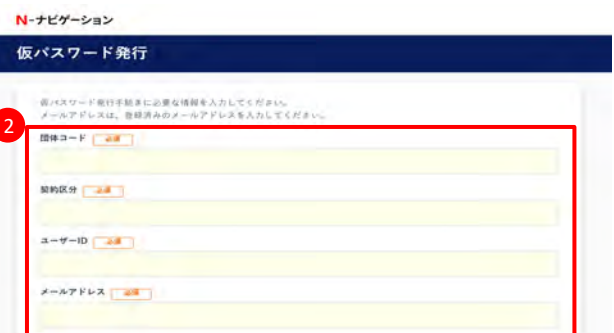 N-ナビゲーション
仮パスワード発行
仮パスワード発行手続きに必要な情報を入力してください。
メールアドレスは、登録済みのメールアドレスを入力してください。
2
団体コード 必須
契約区分 必須
ユーザーID 必須
メールアドレス 必須